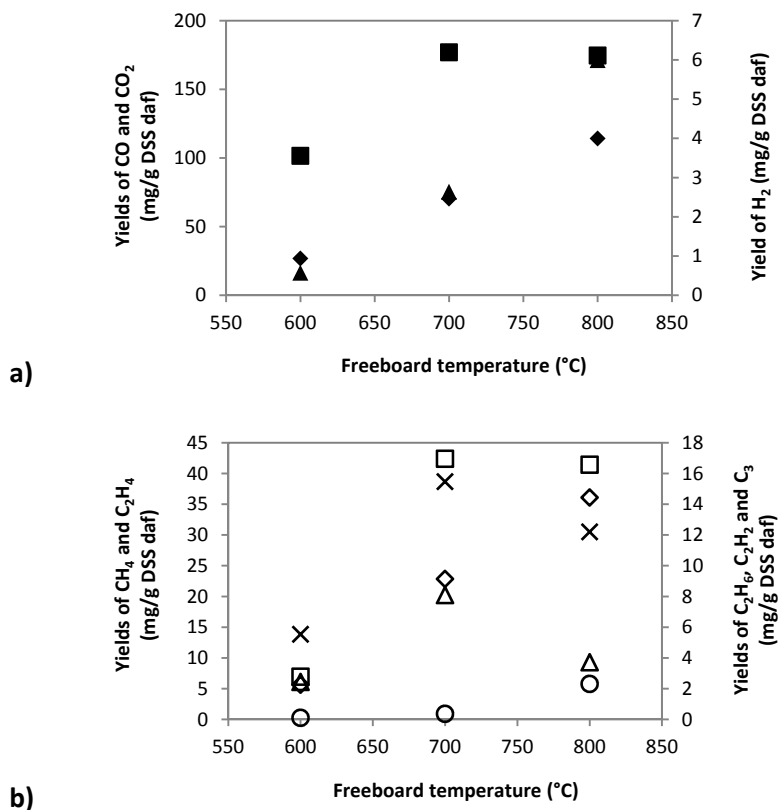 200
150
100
50
0
7
6
5
4
3
2
1
0
Yields of CO and CO₂
(mg/g DSS daf)
Yield of H₂ (mg/g DSS daf)
550 600 650 700 750 800 850
Freeboard temperature (°C)
a)
45
40
35
30
25
20
15
10
5
0
18
16
14
12
10
8
6
4
2
0
Yields of CH₄ and C₂H₄
(mg/g DSS daf)
Yields of C₂H₆, C₂H₂ and C₃
(mg/g DSS daf)
550 600 650 700 750 800 850
Freeboard temperature (°C)
b)